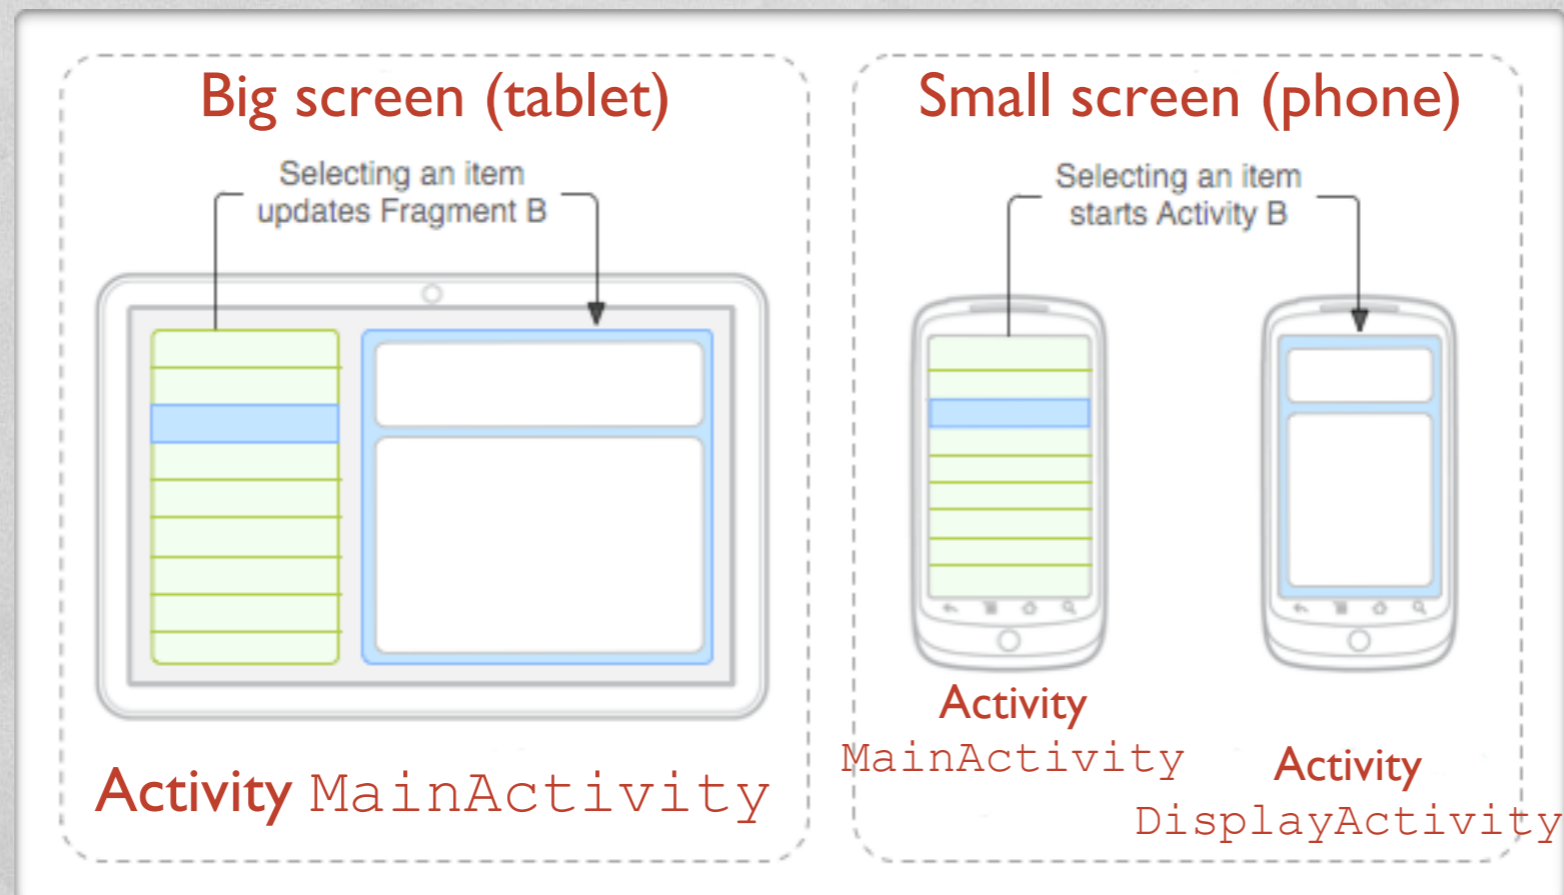 Big screen (tablet)
Selecting an item
updates Fragment B
Activity MainActivity
Small screen (phone)
Selecting an item
starts Activity B
Activity
MainActivity
Activity
DisplayActivity